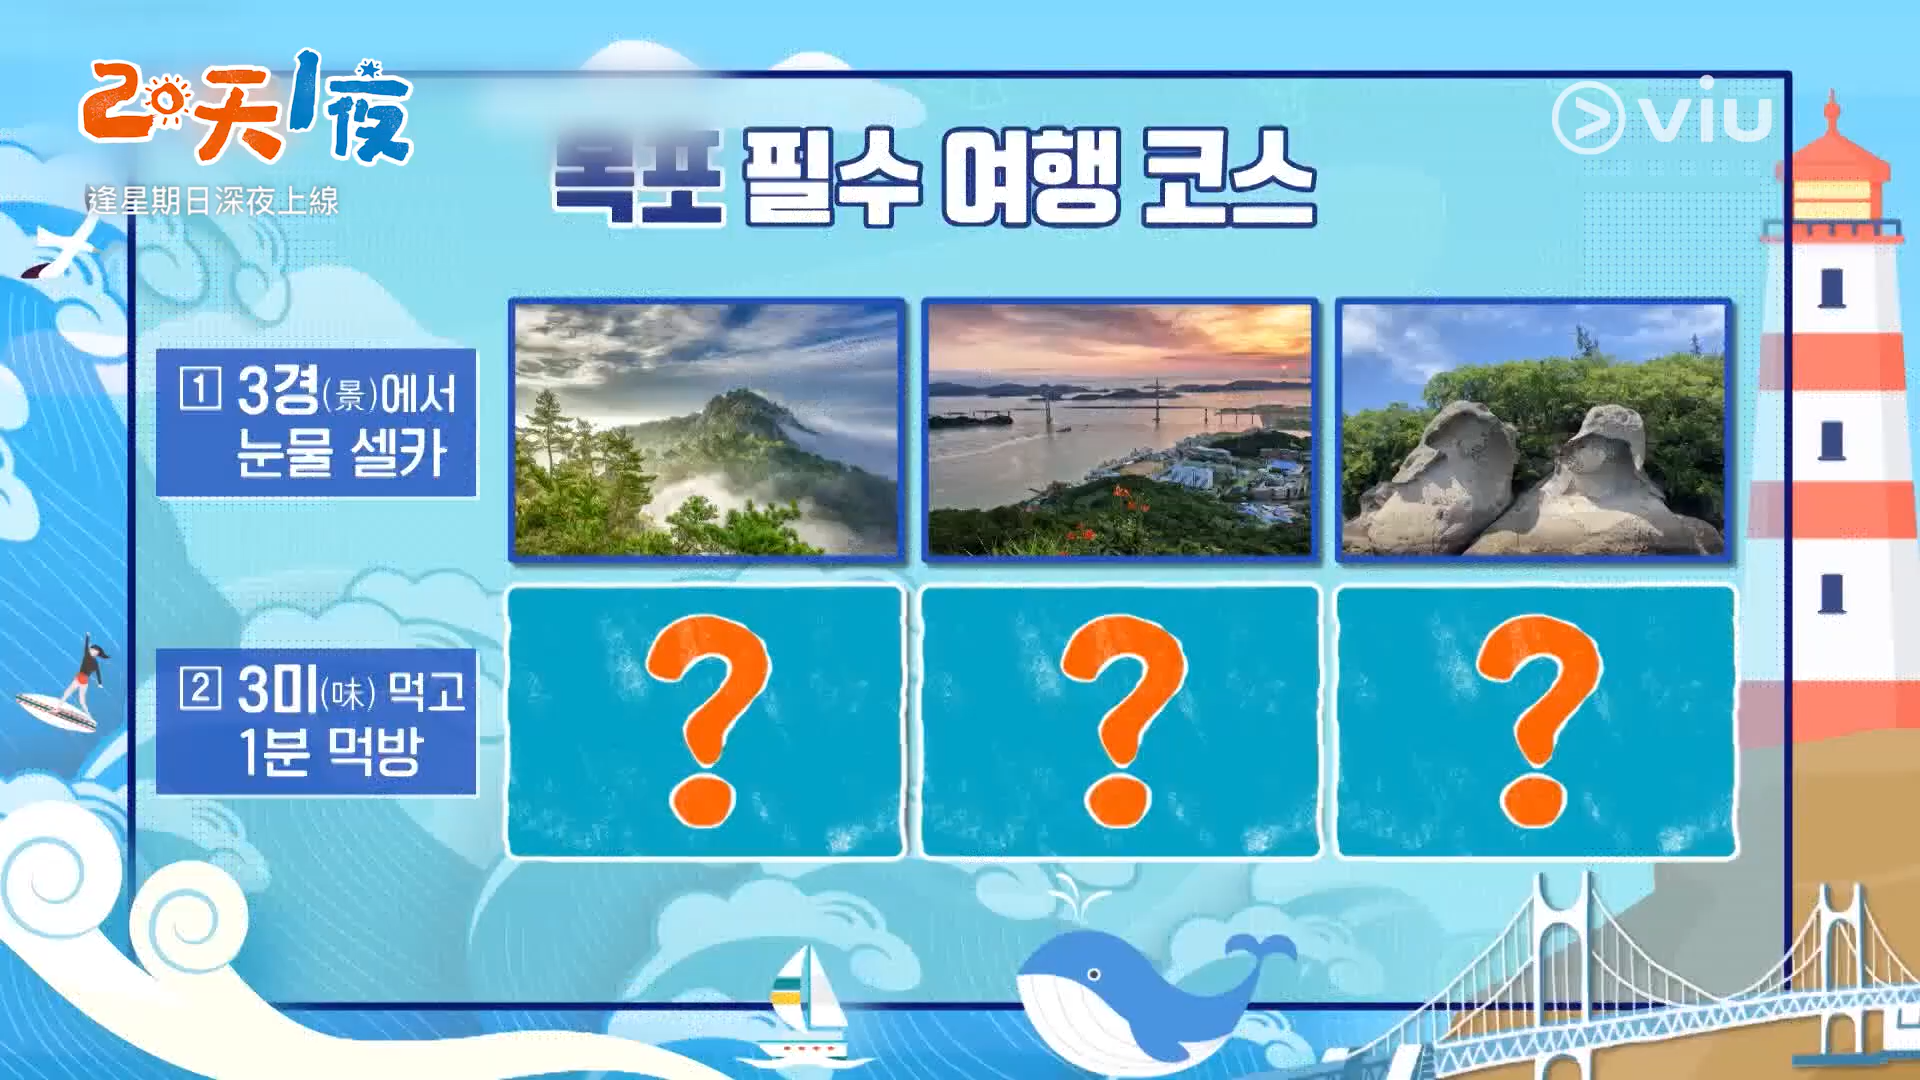 2天1夜
viu
逢星期日深夜上線
목포 필수 여행 코스
1 3경(景)에서
눈물 셀카
2 3미(味) 먹고
1분 먹방
?
?
?